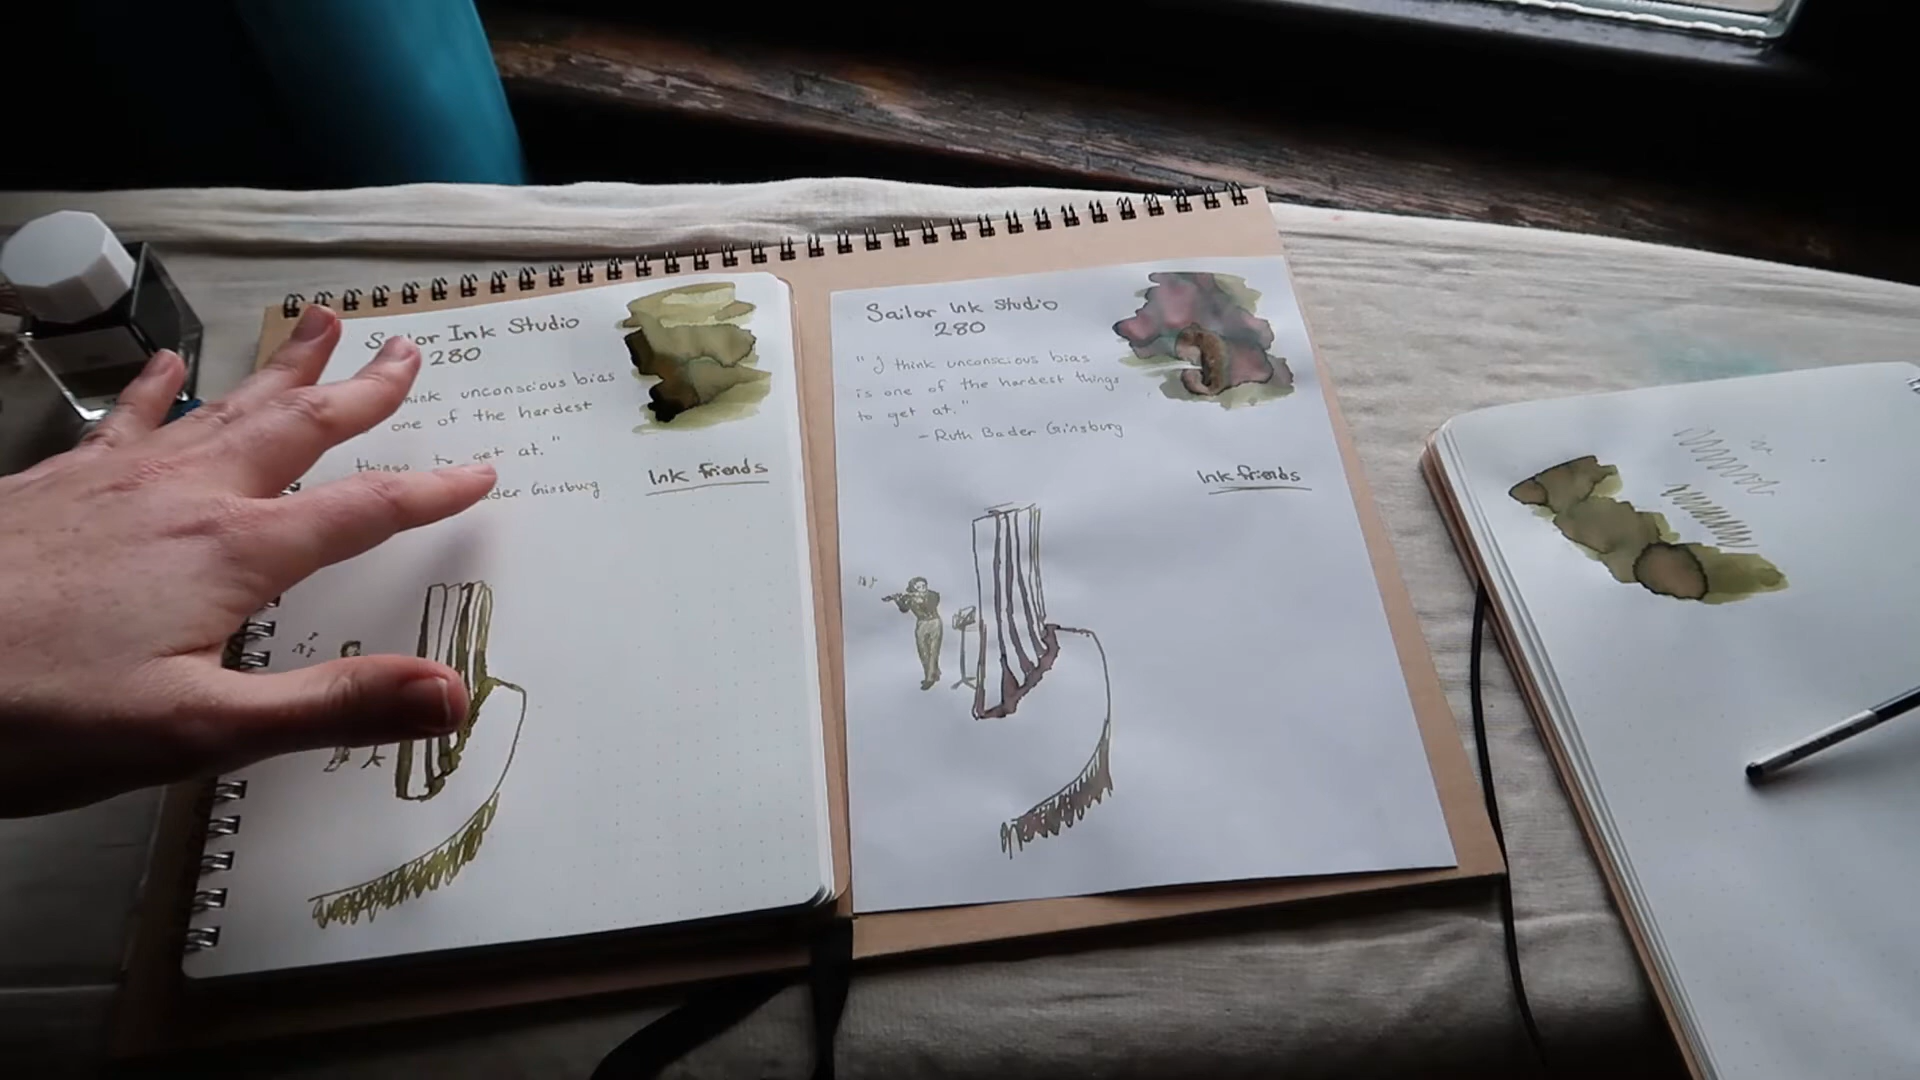 Sailor Ink Studio
280
think unconscious bias
one of the hardest
things to get at."
Bader Ginsburg
Ink friends
Sailor Ink Studio
280
"I think unconscious bias
is one of the hardest things
to get at."
- Ruth Bader Ginsburg
Ink friends